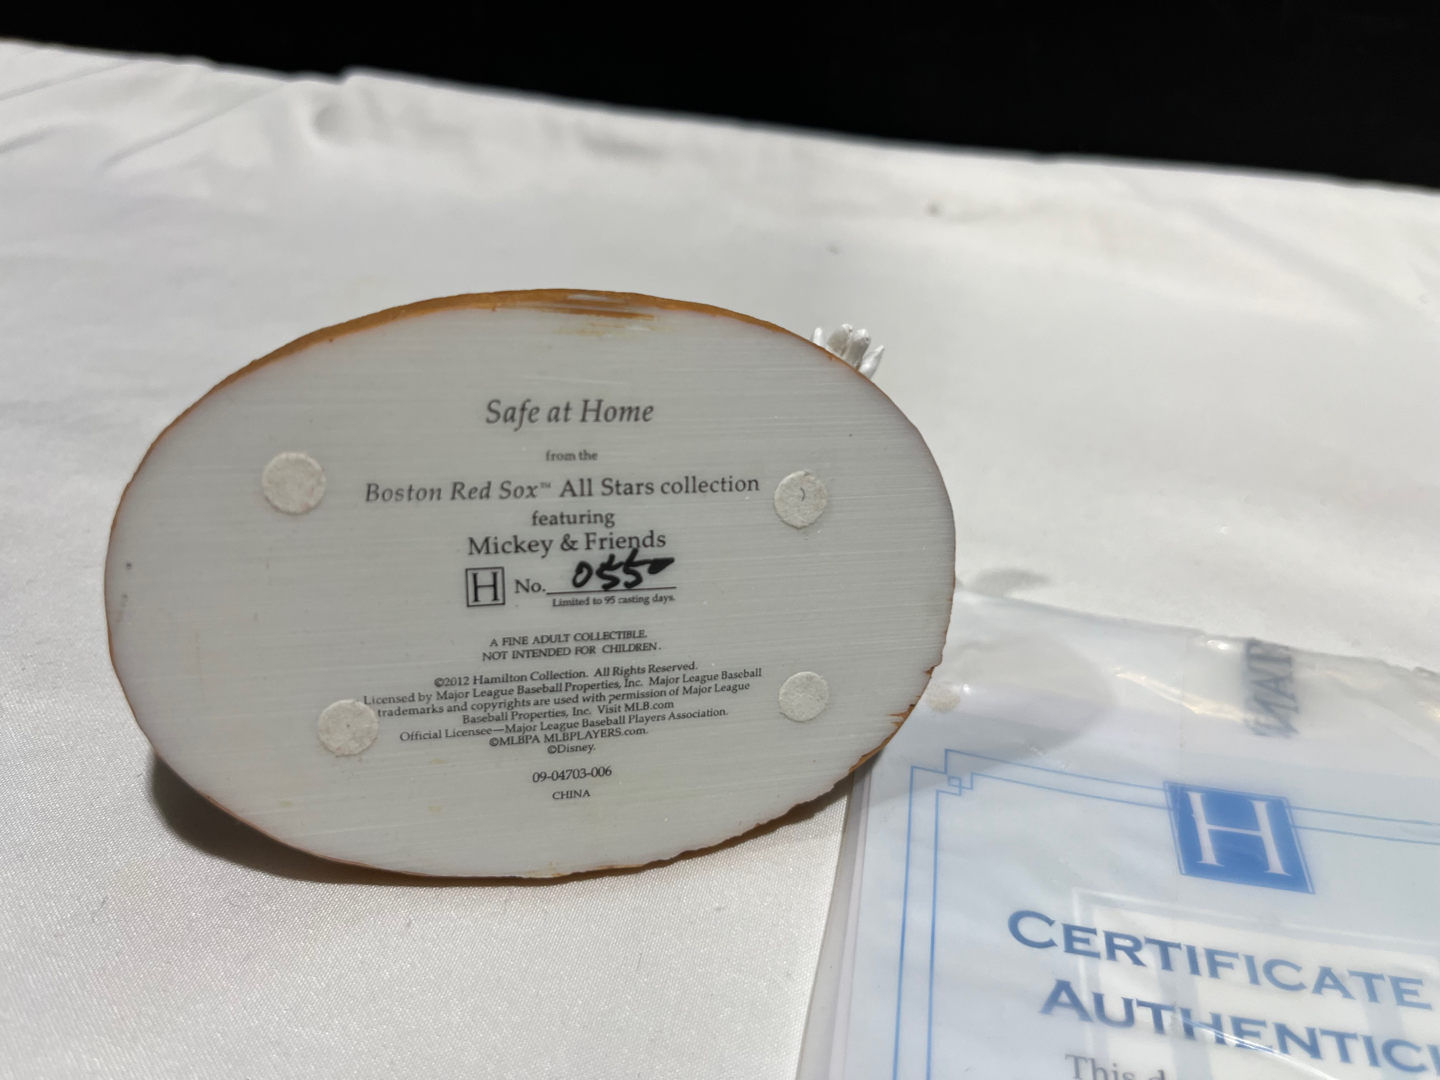 Safe at Home
from the
Boston Red Sox™ All Stars collection
featuring
Mickey & Friends
H No. 0550
Limited to 95 casting days.
A FINE ADULT COLLECTIBLE.
NOT INTENDED FOR CHILDREN.
©2012 Hamilton Collection. All Rights Reserved.
Licensed by Major League Baseball Properties, Inc. Major League Baseball
trademarks and copyrights are used with permission of Major League
Baseball Properties, Inc. Visit MLB.com
Official Licensee—Major League Baseball Players Association.
©MLBPA MLBPLAYERS.com.
©Disney.
09-04703-006
CHINA
H
CERTIFICATE
AUTHENTICI
This d